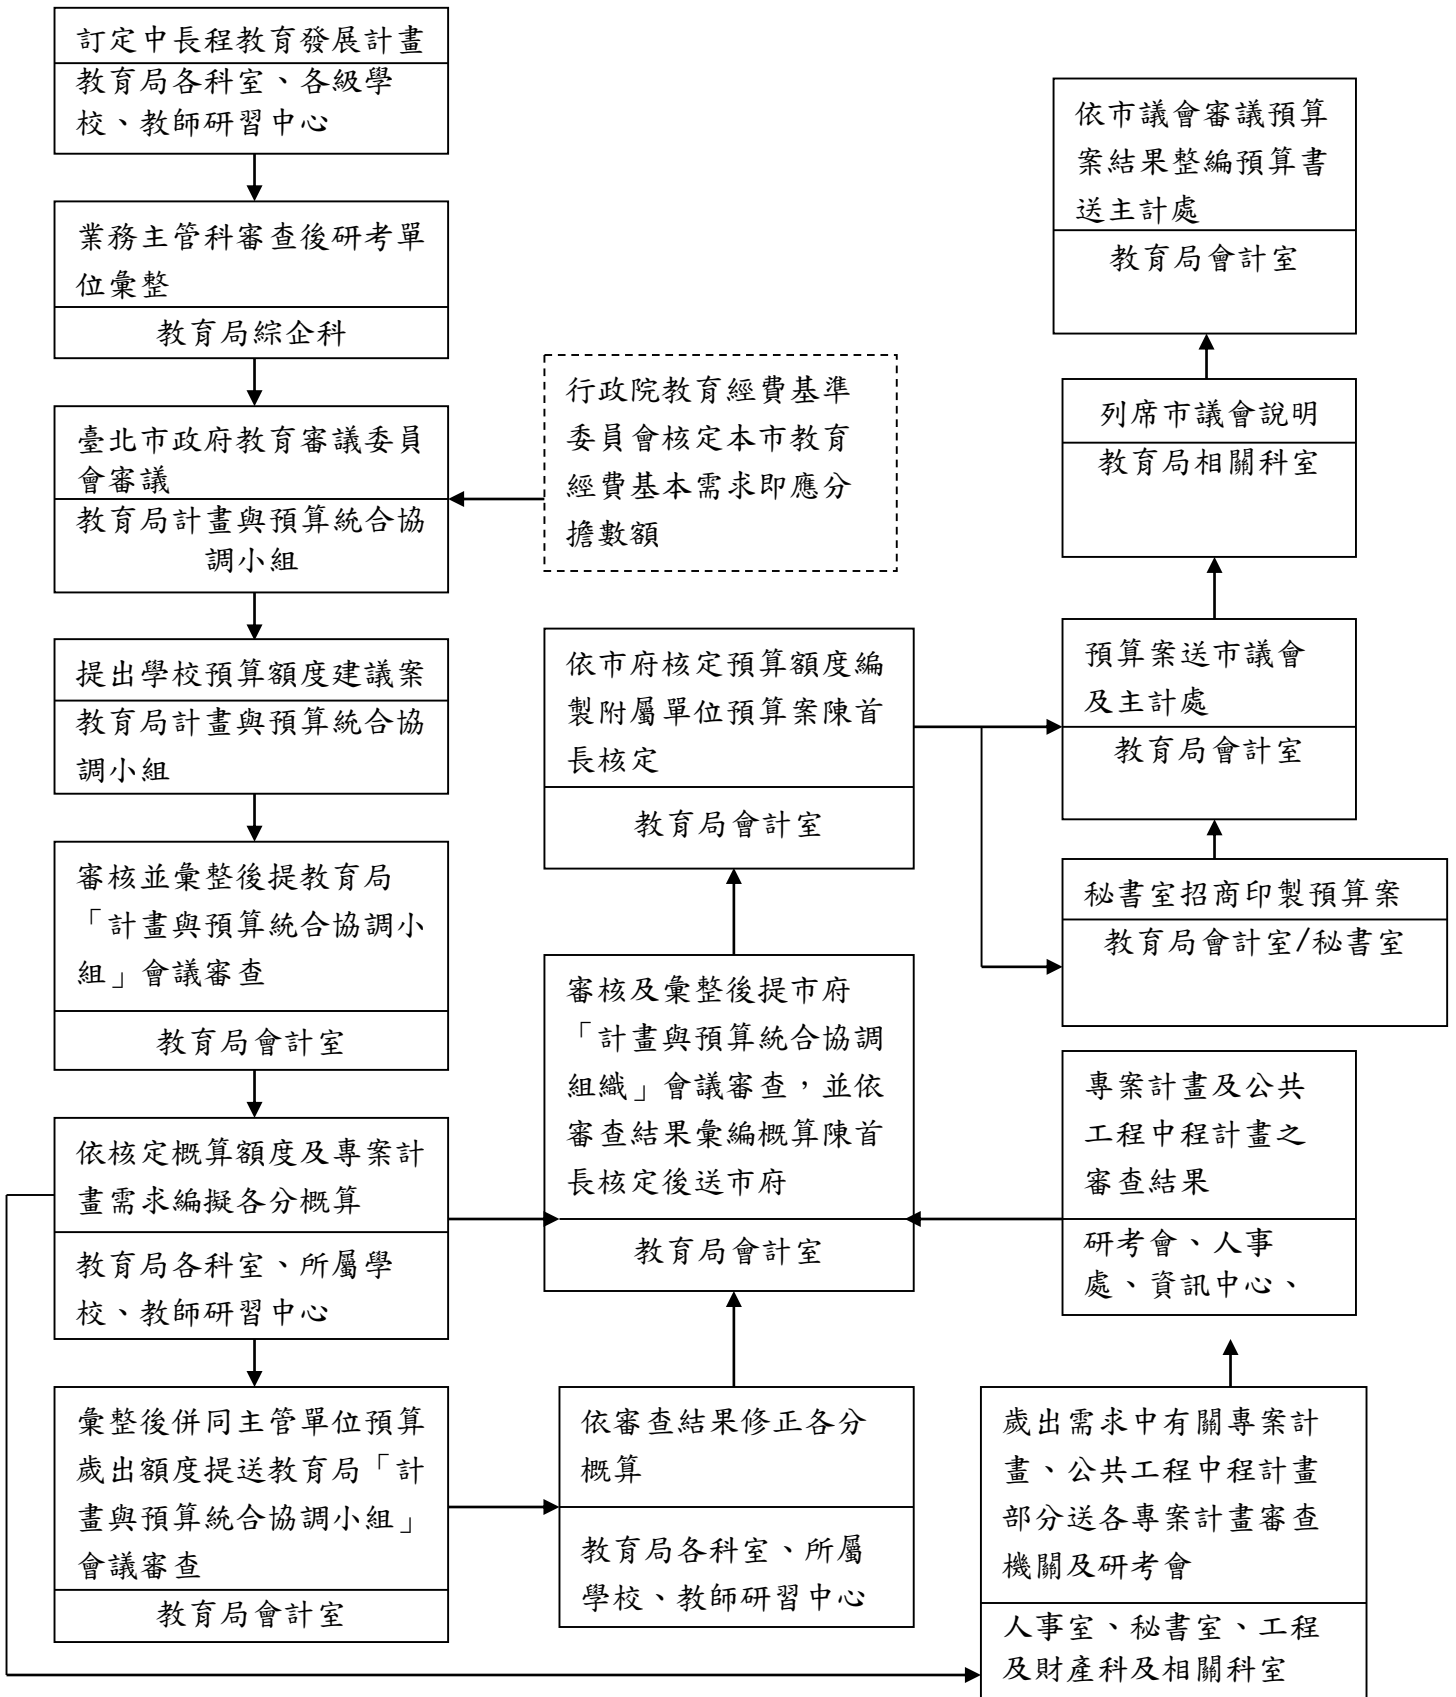 訂定中長程教育發展計畫
教育局各科室、各級學
校、教師研習中心
業務主管科審查後研考單
位彙整
教育局綜企科
臺北市政府教育審議委員
會審議
教育局計畫與預算統合協
調小組
行政院教育經費基準
委員會核定本市教育
經費基本需求即應分
擔數額
提出學校預算額度建議案
教育局計畫與預算統合協
調小組
審核並彙整後提教育局
「計畫與預算統合協調小
組」會議審查
教育局會計室
依核定概算額度及專案計
畫需求編擬各分概算
教育局各科室、所屬學
校、教師研習中心
彙整後併同主管單位預算
歲出額度提送教育局「計
畫與預算統合協調小組」
會議審查
教育局會計室
依審查結果修正各分
概算
教育局各科室、所屬
學校、教師研習中心
審核及彙整後提市府
「計畫與預算統合協調
組織」會議審查，並依
審查結果彙編概算陳首
長核定後送市府
教育局會計室
依市府核定預算額度編
製附屬單位預算案陳首
長核定
教育局會計室
歲出需求中有關專案計
畫、公共工程中程計畫
部分送各專案計畫審查
機關及研考會
人事室、秘書室、工程
及財產科及相關科室
專案計畫及公共
工程中程計畫之
審查結果
研考會、人事
處、資訊中心、
秘書室招商印製預算案
教育局會計室/秘書室
預算案送市議會
及主計處
教育局會計室
列席市議會說明
教育局相關科室
依市議會審議預算
案結果整編預算書
送主計處
教育局會計室